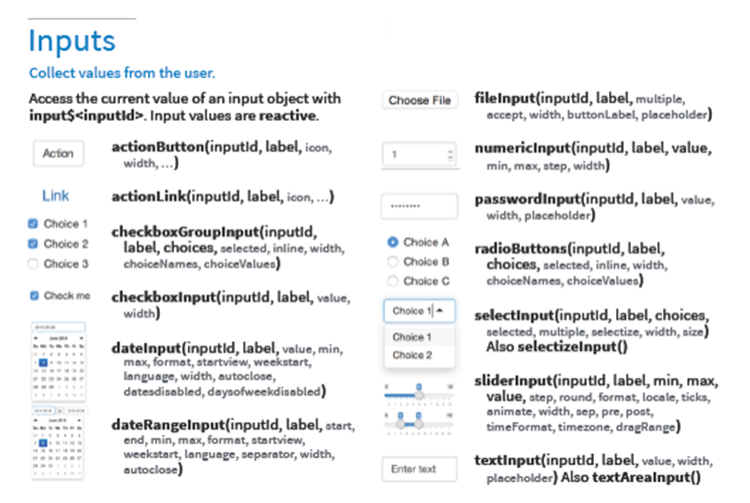 Inputs
Collect values from the user.
Access the current value of an input object with
input$<inputId>. Input values are reactive.
Action
actionButton(inputId, label, icon,
width, ...)
Link
actionLink(inputId, label, icon, ...)
Choice 1
Choice 2
Choice 3
checkboxGroupInput(inputId,
label, choices, selected, inline, width,
choiceNames, choiceValues)
Check me
checkboxInput(inputId, label, value,
width)
dateInput(inputId, label, value, min,
max, format, startview, weekstart,
language, width, autoclose,
datesdisabled, daysofweekdisabled)
dateRangeInput(inputId, label, start,
end, min, max, format, startview,
weekstart, language, separator, width,
autoclose)
Choose File
fileInput(inputId, label, multiple,
accept, width, buttonLabel, placeholder)
1
numericInput(inputId, label, value,
min, max, step, width)
passwordInput(inputId, label, value,
width, placeholder)
Choice A
Choice B
Choice C
radioButtons(inputId, label,
choices, selected, inline, width,
choiceNames, choiceValues)
Choice 1
Choice 1
Choice 2
selectInput(inputId, label, choices,
selected, multiple, selectize, width, size)
Also selectizeInput()
sliderInput(inputId, label, min, max,
value, step, round, format, locale, ticks,
animate, width, sep, pre, post,
timeFormat, timezone, dragRange)
Enter text
textInput(inputId, label, value, width,
placeholder) Also textAreaInput()